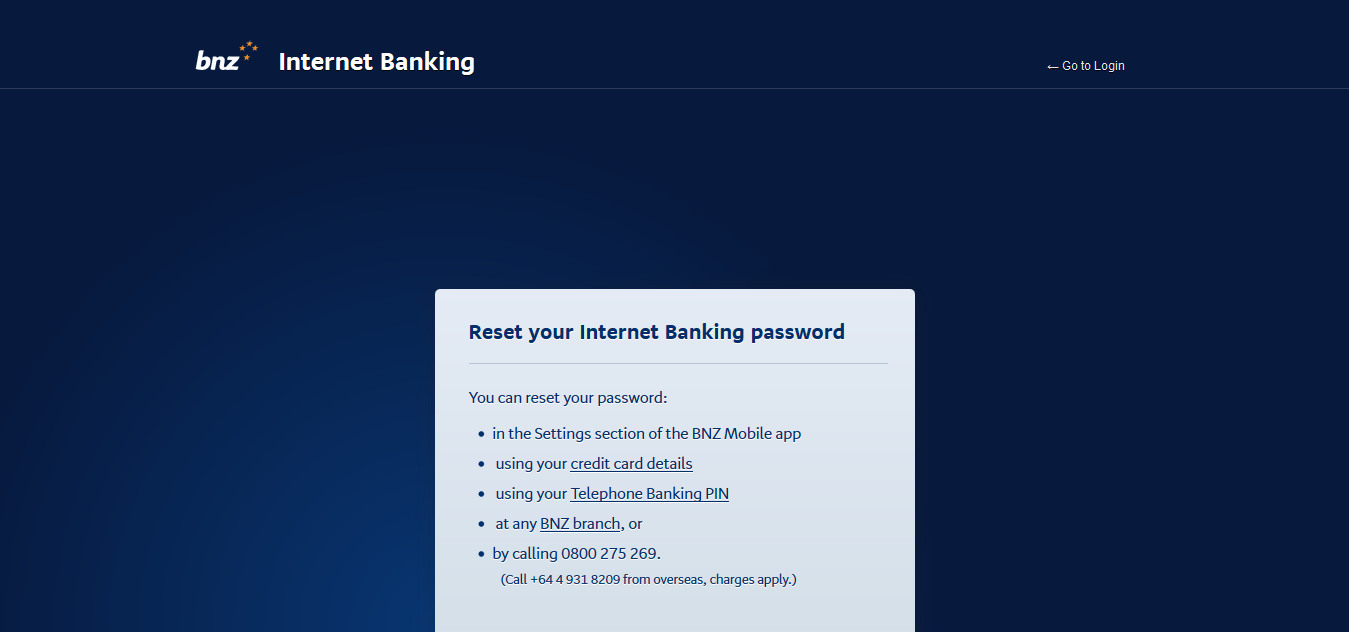 bnz Internet Banking ← Go to Login
Reset your Internet Banking password
You can reset your password:
• in the Settings section of the BNZ Mobile app
• using your credit card details
• using your Telephone Banking PIN
• at any BNZ branch, or
• by calling 0800 275 269.
(Call +64 4 931 8209 from overseas, charges apply.)